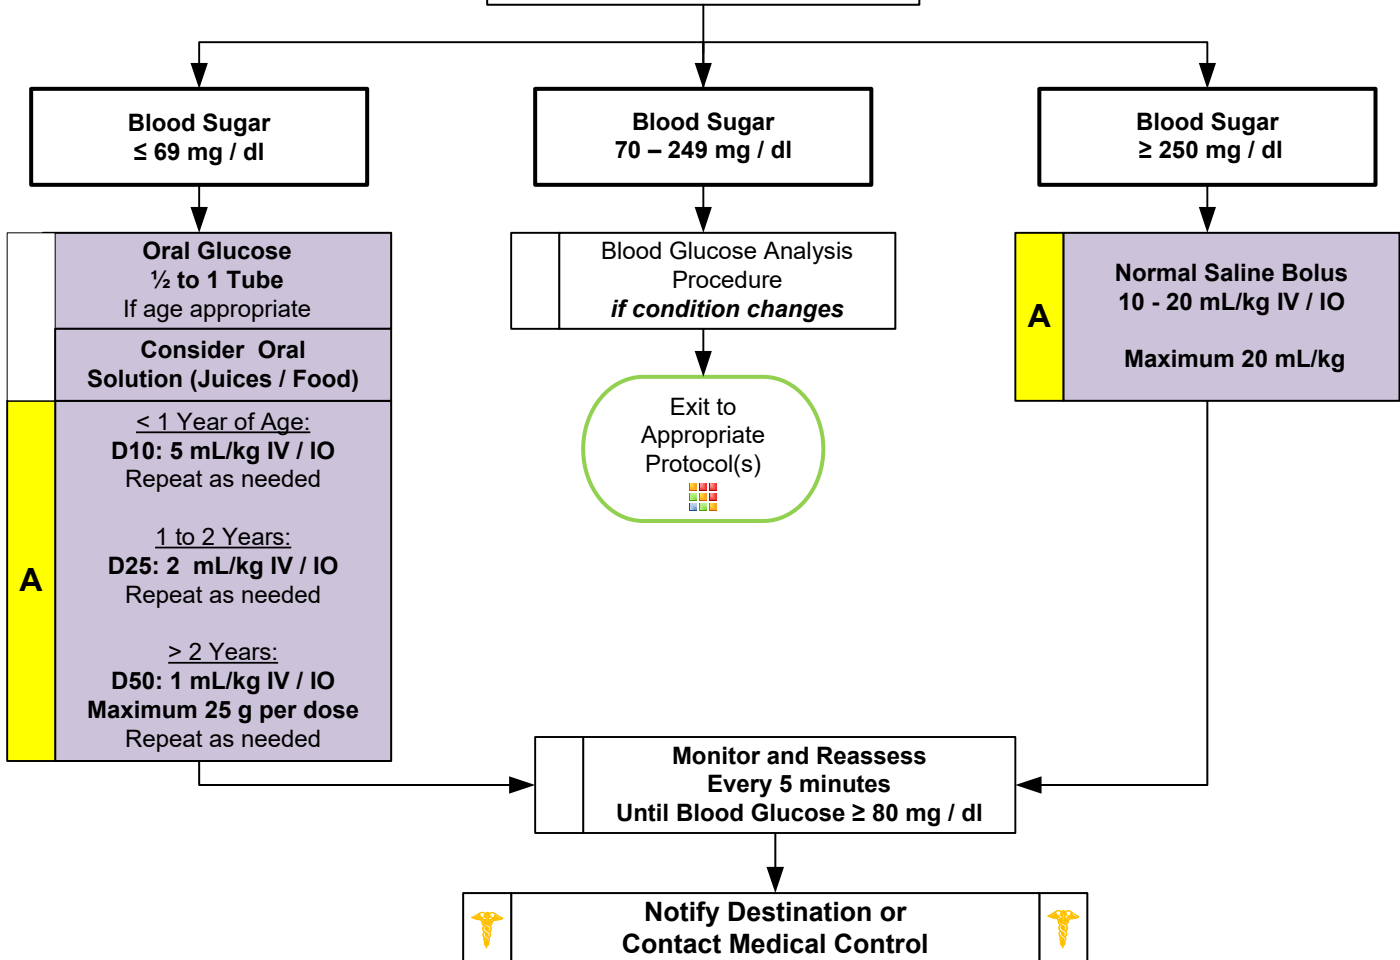 Blood Sugar
≤ 69 mg / dl
Blood Sugar
70 – 249 mg / dl
Blood Sugar
≥ 250 mg / dl
Oral Glucose
½ to 1 Tube
If age appropriate
Consider Oral
Solution (Juices / Food)
A
< 1 Year of Age:
D10: 5 mL/kg IV / IO
Repeat as needed
1 to 2 Years:
D25: 2 mL/kg IV / IO
Repeat as needed
> 2 Years:
D50: 1 mL/kg IV / IO
Maximum 25 g per dose
Repeat as needed
Blood Glucose Analysis
Procedure
if condition changes
Exit to
Appropriate
Protocol(s)
A
Normal Saline Bolus
10 - 20 mL/kg IV / IO
Maximum 20 mL/kg
Monitor and Reassess
Every 5 minutes
Until Blood Glucose ≥ 80 mg / dl
Notify Destination or
Contact Medical Control